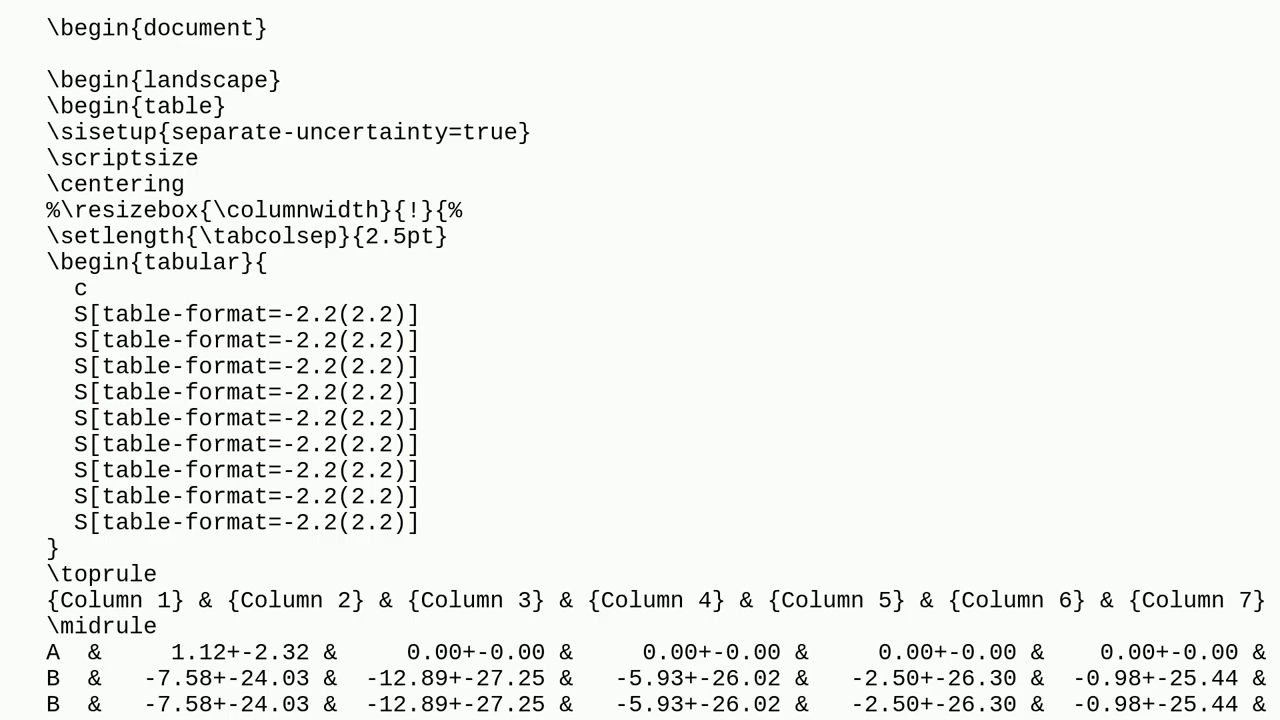 \begin{document}

\begin{landscape}
\begin{table}
\sisetup{separate-uncertainty=true}
\scriptsize
\centering
%\resizebox{\columnwidth}{!}{%
\setlength{\tabcolsep}{2.5pt}
\begin{tabular}{
  c
  S[table-format=-2.2(2.2)]
  S[table-format=-2.2(2.2)]
  S[table-format=-2.2(2.2)]
  S[table-format=-2.2(2.2)]
  S[table-format=-2.2(2.2)]
  S[table-format=-2.2(2.2)]
  S[table-format=-2.2(2.2)]
  S[table-format=-2.2(2.2)]
  S[table-format=-2.2(2.2)]
}
\toprule
{Column 1} & {Column 2} & {Column 3} & {Column 4} & {Column 5} & {Column 6} & {Column 7}
\midrule
A  &     1.12+-2.32 &     0.00+-0.00 &     0.00+-0.00 &     0.00+-0.00 &    0.00+-0.00 &
B  &   -7.58+-24.03 &  -12.89+-27.25 &   -5.93+-26.02 &   -2.50+-26.30 &  -0.98+-25.44 &
B  &   -7.58+-24.03 &  -12.89+-27.25 &   -5.93+-26.02 &   -2.50+-26.30 &  -0.98+-25.44 &